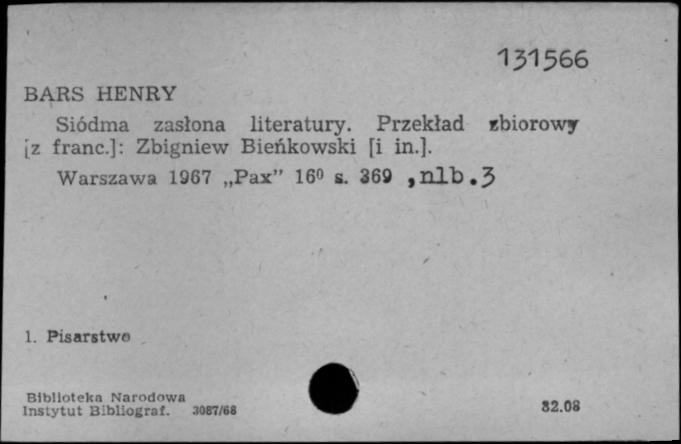 131566
BARS HENRY
Siódma zasłona literatury. Przekład zbiorowy
[z franc.]: Zbigniew Bieńkowski [i in.].
Warszawa 1967 „Pax” 16⁰ s. 369 , nlb. 3
1. Pisarstwo
Biblioteka Narodowa
Instytut Bibliograf. 3087/68
82.08